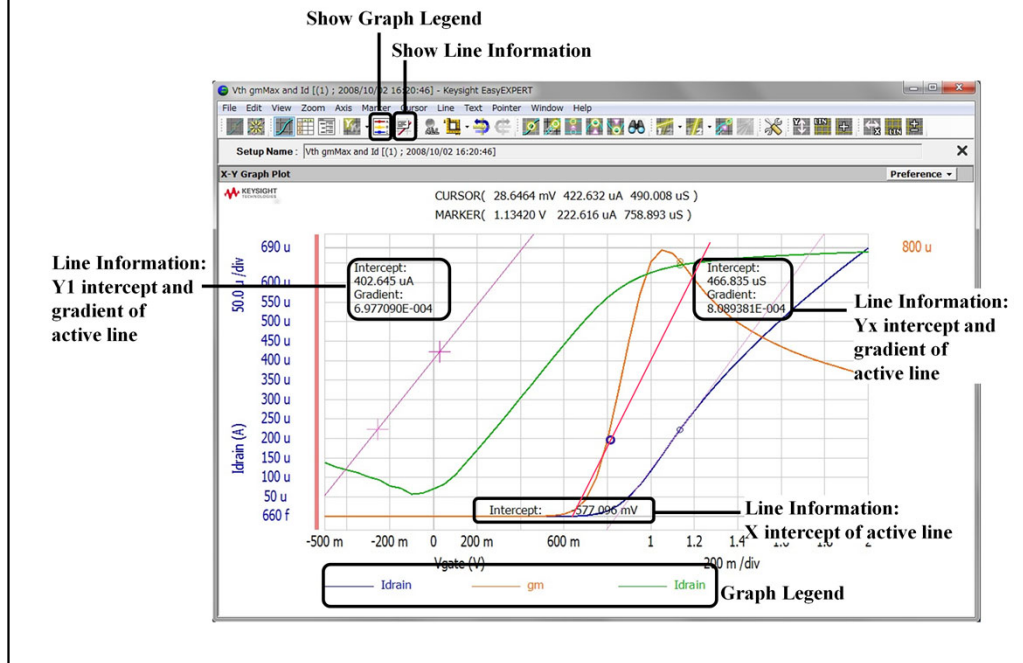 Show Graph Legend
Show Line Information
Vth gmMax and Id [(1) ; 2008/10/02 16:20:46] - Keysight EasyEXPERT
File Edit View Zoom Axis Marker Cursor Line Text Pointer Window Help
Setup Name : Vth gmMax and Id [(1) ; 2008/10/02 16:20:46]
X-Y Graph Plot
Preference
KEYSIGHT
TECHNOLOGIES
CURSOR( 28.6464 mV 422.632 uA 490.008 uS )
MARKER( 1.13420 V 222.616 uA 758.893 uS )
Line Information:
Y1 intercept and
gradient of
active line
50.0 u /div
Idrain (A)
690 u
600 u
550 u
500 u
450 u
400 u
350 u
300 u
250 u
200 u
150 u
100 u
50 u
660 f
Intercept:
402.645 uA
Gradient:
6.977090E-004
Intercept:
466.835 uS
Gradient:
8.089381E-004
800 u
Line Information:
Yx intercept and
gradient of
active line
Intercept: -577.096 mV
Line Information:
X intercept of active line
-500 m -200 m 0 200 m 600 m 1 1.2 1.4
Vgate (V)
200 m /div
Idrain gm Idrain
Graph Legend